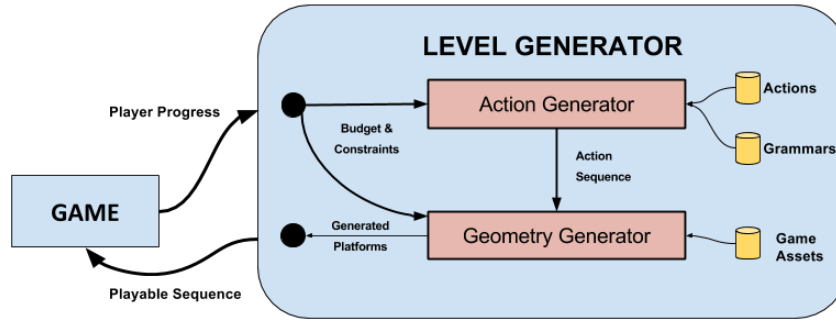 LEVEL GENERATOR
Player Progress
Action Generator
Actions
Budget &
Constraints
Grammars
Action
Sequence
GAME
Generated
Platforms
Geometry Generator
Game
Assets
Playable Sequence